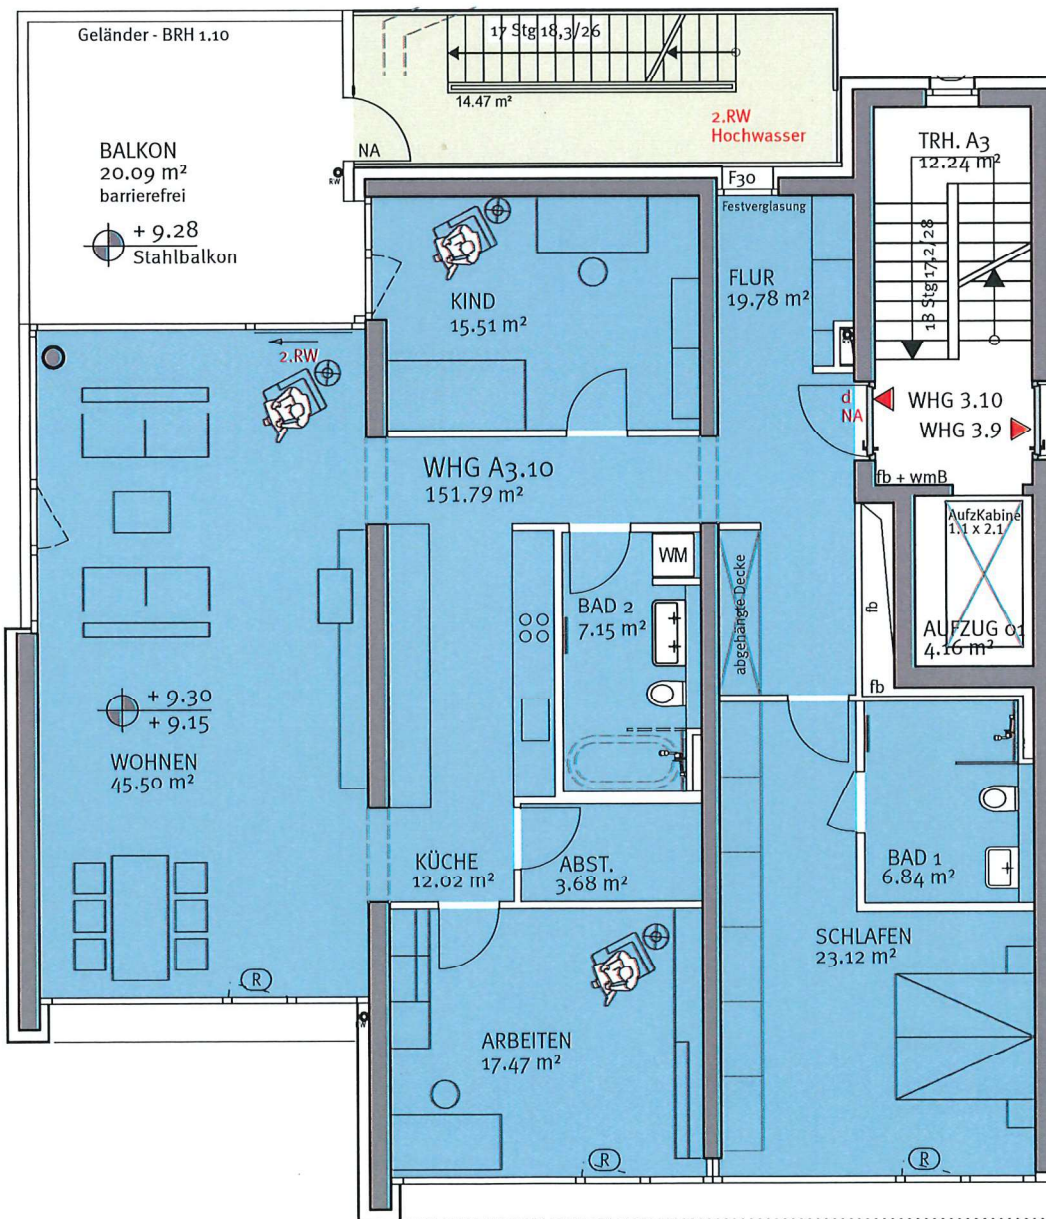 Geländer - BRH 1.10
17 Stg 18,3/26
14.47 m²
2.RW
Hochwasser
NA
BALKON
20.09 m²
barrierefrei
RW
+ 9.28
Stahlbalkon
TRH. A3
12.24 m²
18 Stg 17,2/28
F30
Festverglasung
FLUR
19.78 m²
KIND
15.51 m²
2.RW
d
NA
WHG 3.10
WHG 3.9
fb + wmB
WHG A3.10
151.79 m²
AufzKabine
1.1 x 2.1
AUFZUG 01
4.16 m²
WM
BAD 2
7.15 m²
abgehängte Decke
fb
fb
+ 9.30
+ 9.15
WOHNEN
45.50 m²
KÜCHE
12.02 m²
ABST.
3.68 m²
BAD 1
6.84 m²
SCHLAFEN
23.12 m²
R
ARBEITEN
17.47 m²
R
R